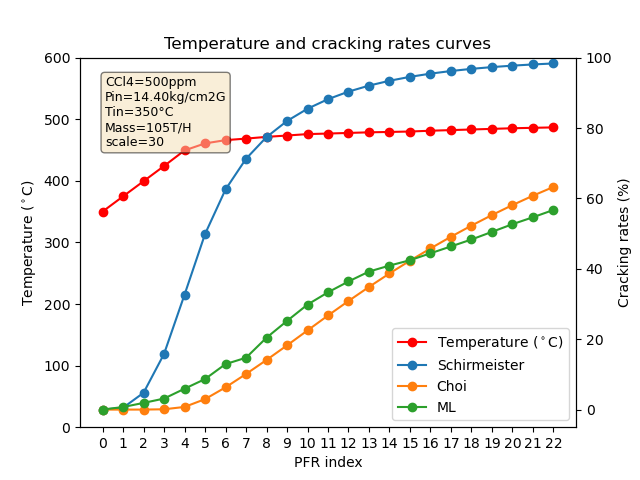 Temperature and cracking rates curves
CCl4=500ppm
Pin=14.40kg/cm2G
Tin=350°C
Mass=105T/H
scale=30
Temperature (°C)
600
500
400
300
200
100
0
Cracking rates (%)
100
80
60
40
20
0
Temperature (°C)
Schirmeister
Choi
ML
0 1 2 3 4 5 6 7 8 9 10 11 12 13 14 15 16 17 18 19 20 21 22
PFR index